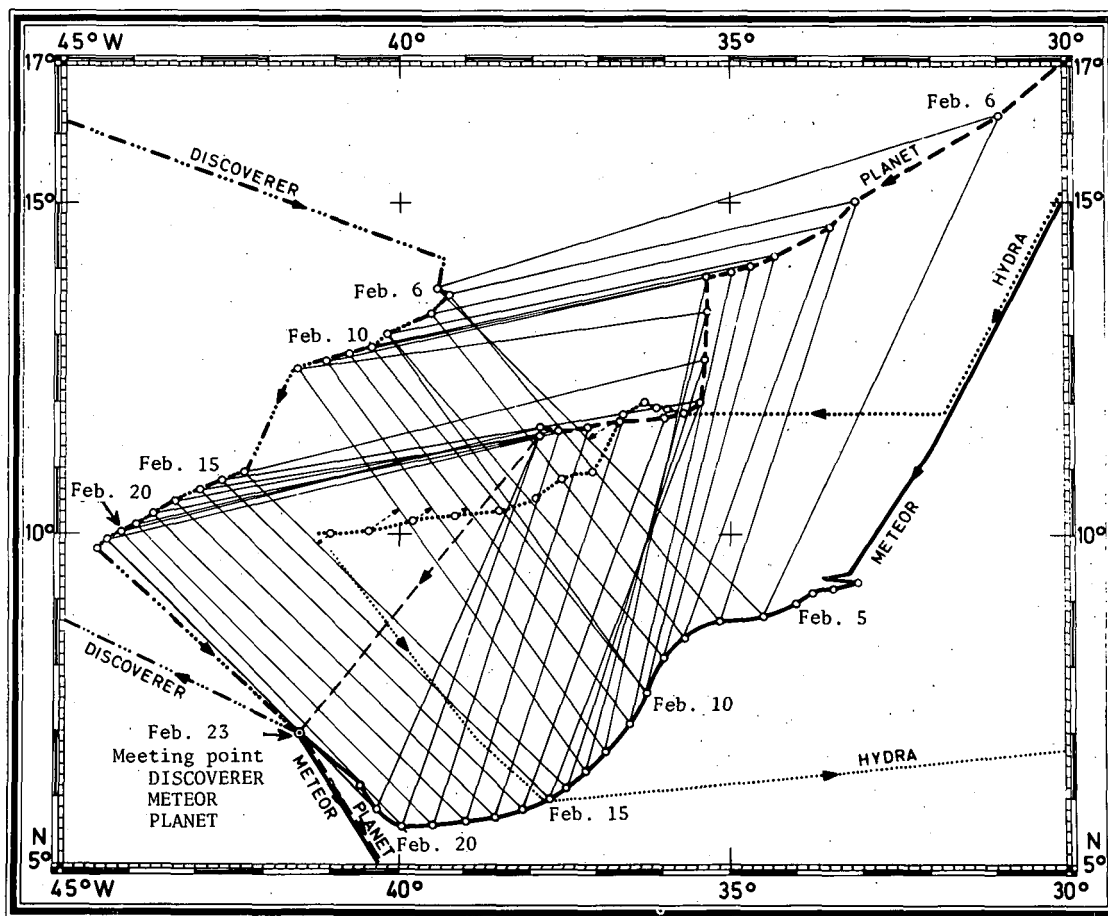 45°W 40° 35° 30°
17° 17°
Feb. 6
DISCOVERER
PLANET
15° 15°
HYDRA
Feb. 6
Feb. 10
Feb. 15
Feb. 20
10° 10°
METEOR
Feb. 5
DISCOVERER
Feb. 10
Feb. 23
Meeting point
DISCOVERER
METEOR
PLANET
METEOR
PLANET
HYDRA
Feb. 15
Feb. 20
N N
5° 5°
45°W 40° 35° 30°